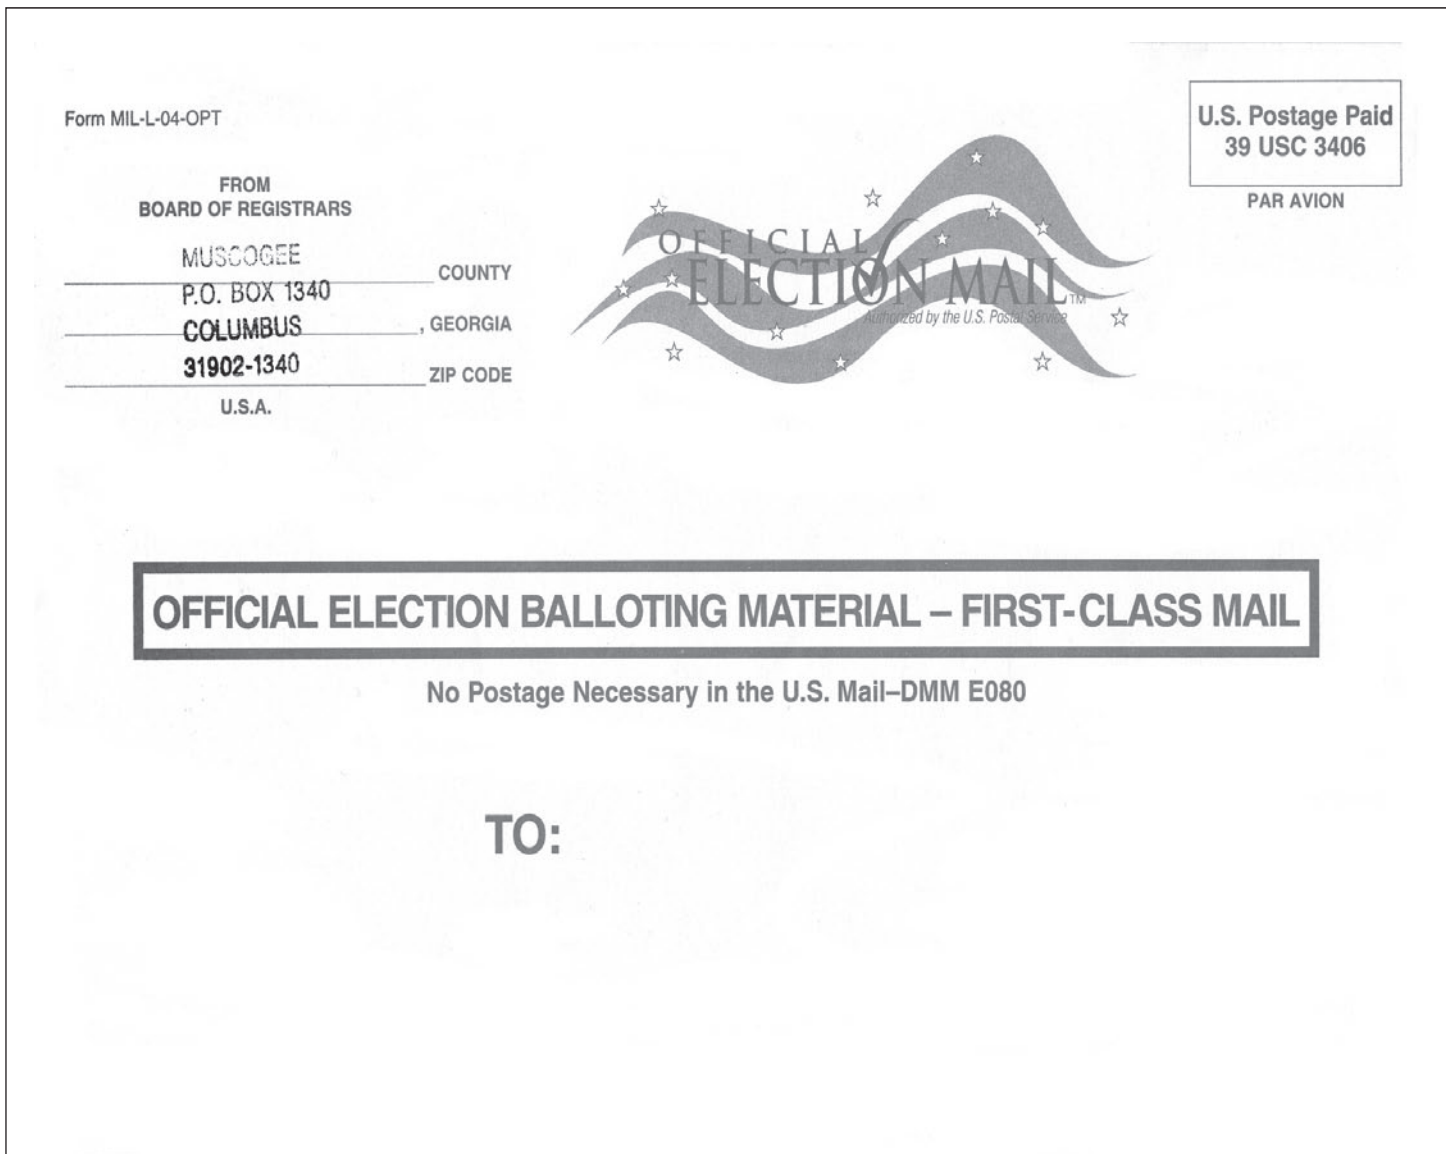 Form MIL-L-04-OPT
FROM
BOARD OF REGISTRARS
MUSCOGEE COUNTY
P.O. BOX 1340
COLUMBUS , GEORGIA
31902-1340 ZIP CODE
U.S.A.
OFFICIAL
ELECTION MAIL™
Authorized by the U.S. Postal Service
U.S. Postage Paid
39 USC 3406
PAR AVION
OFFICIAL ELECTION BALLOTING MATERIAL – FIRST-CLASS MAIL
No Postage Necessary in the U.S. Mail–DMM E080
TO: